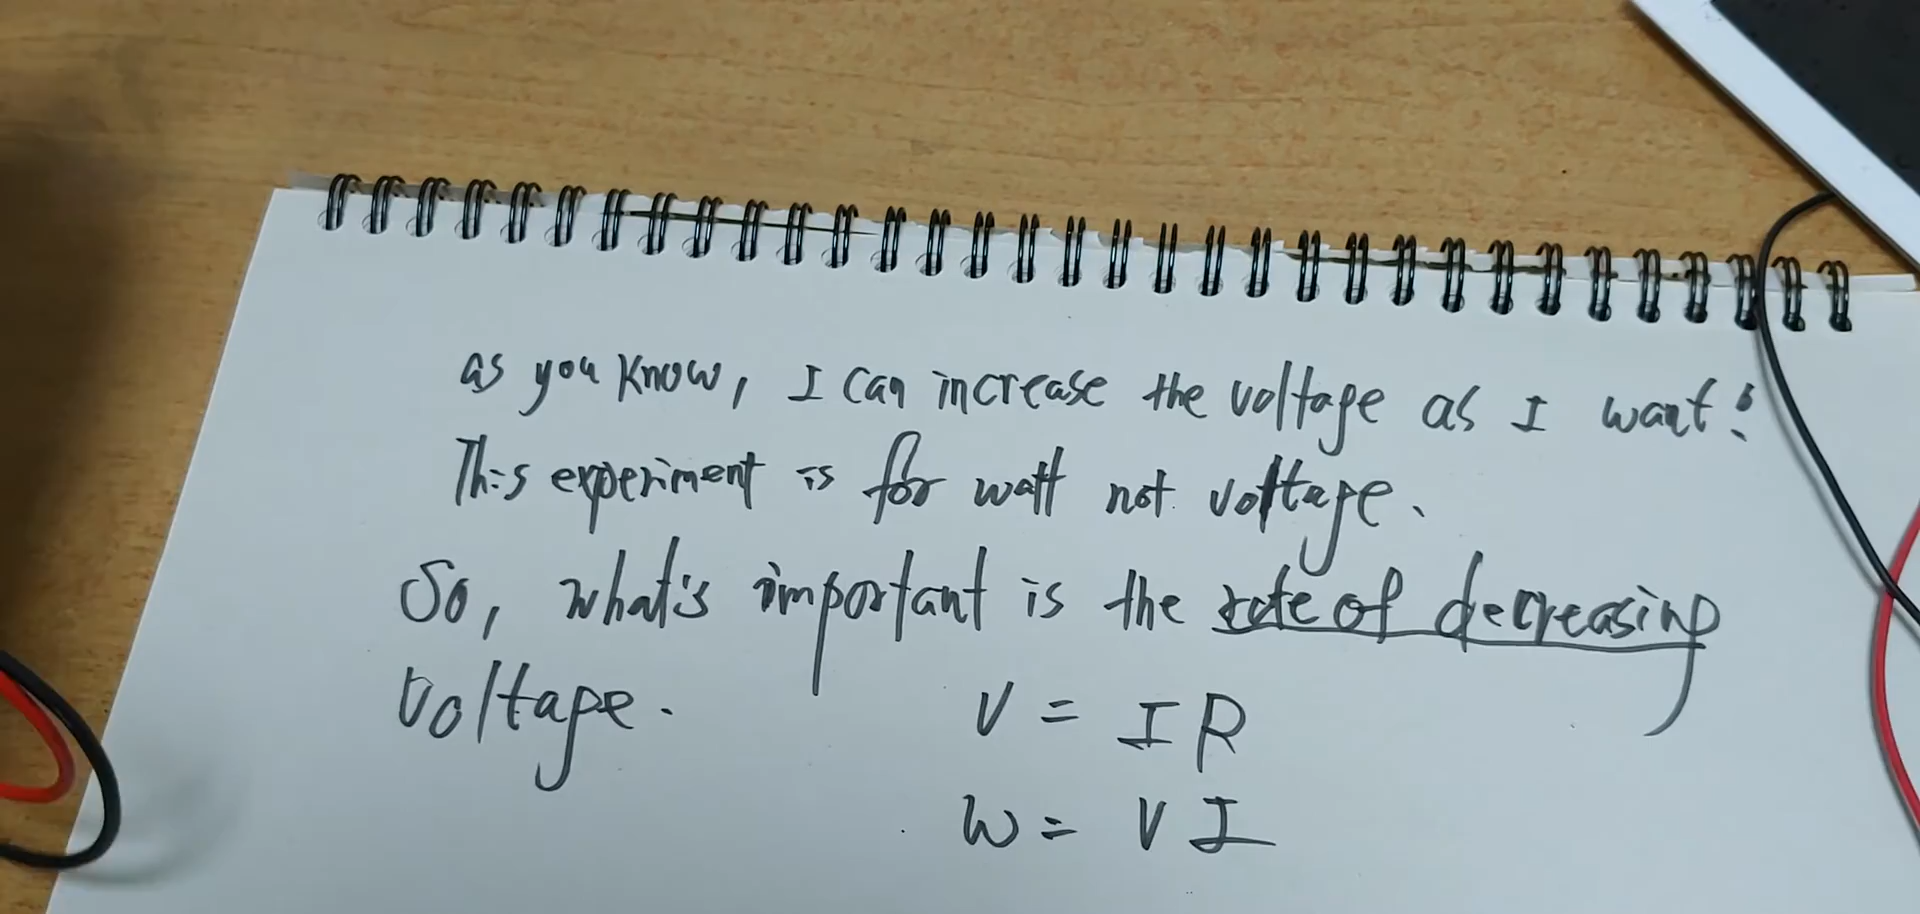 as you know, I can increase the voltage as I want!
This experiment is for watt not voltage.
So, what's important is the rate of decreasing
voltage.
V = IR
W = VI